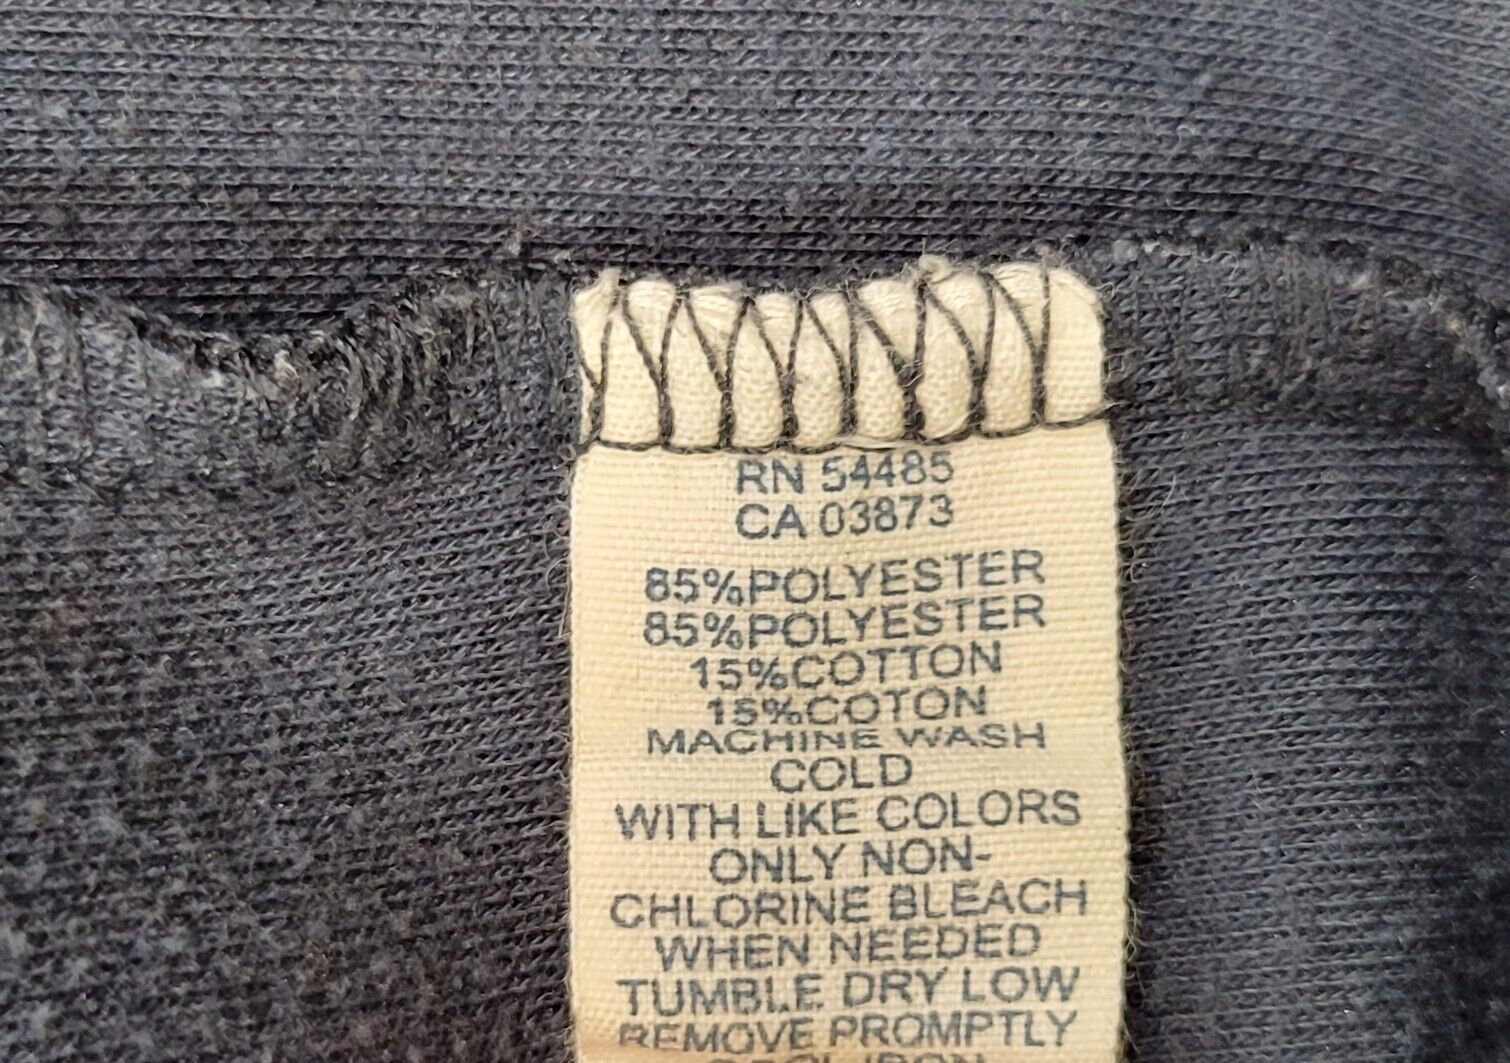 RN 54485
CA 03873
85%POLYESTER
85%POLYESTER
15%COTTON
15%COTON
MACHINE WASH
COLD
WITH LIKE COLORS
ONLY NON-
CHLORINE BLEACH
WHEN NEEDED
TUMBLE DRY LOW
REMOVE PROMPTLY